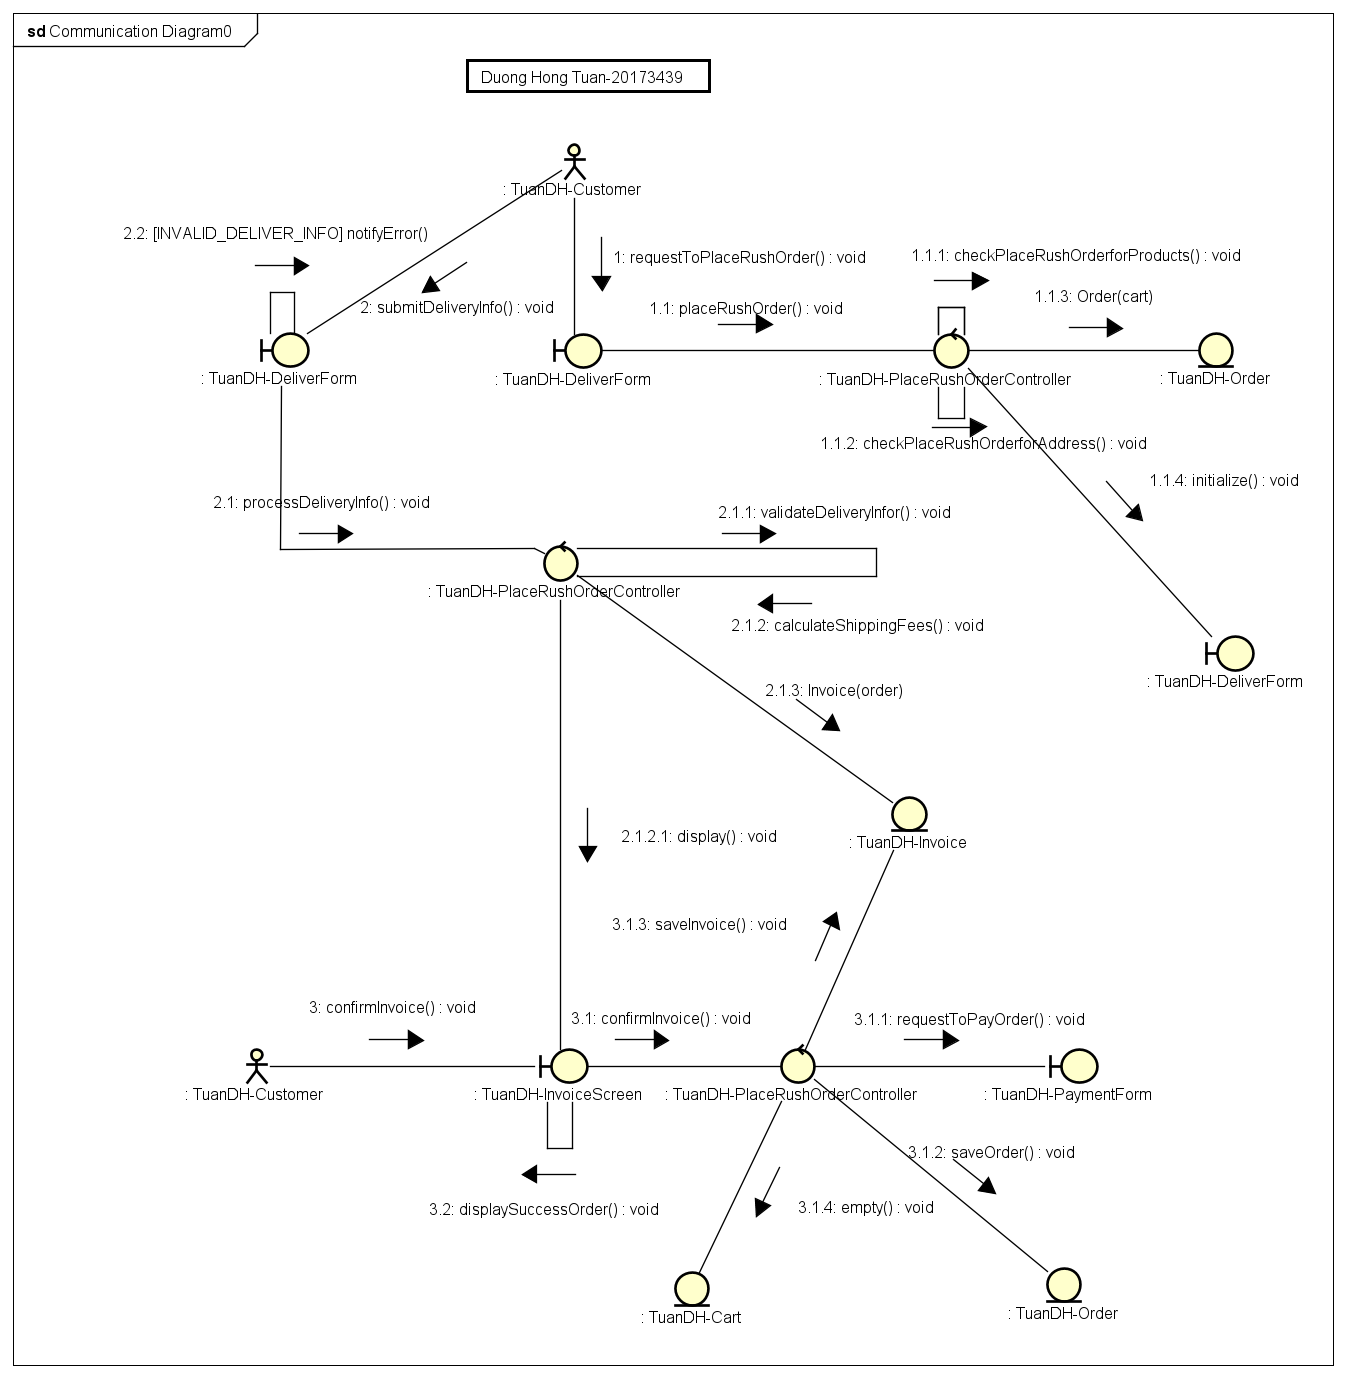 sd Communication Diagram0
Duong Hong Tuan-20173439
: TuanDH-Customer
2.2: [INVALID_DELIVER_INFO] notifyError()
1: requestToPlaceRushOrder() : void
1.1.1: checkPlaceRushOrderforProducts() : void
2: submitDeliveryInfo() : void
1.1: placeRushOrder() : void
1.1.3: Order(cart)
: TuanDH-DeliverForm
: TuanDH-DeliverForm
: TuanDH-PlaceRushOrderController
: TuanDH-Order
1.1.2: checkPlaceRushOrderforAddress() : void
1.1.4: initialize() : void
2.1: processDeliveryInfo() : void
2.1.1: validateDeliveryInfor() : void
: TuanDH-PlaceRushOrderController
2.1.2: calculateShippingFees() : void
: TuanDH-DeliverForm
2.1.3: Invoice(order)
2.1.2.1: display() : void
: TuanDH-Invoice
3.1.3: saveInvoice() : void
3: confirmInvoice() : void
3.1: confirmInvoice() : void
3.1.1: requestToPayOrder() : void
: TuanDH-Customer
: TuanDH-InvoiceScreen
: TuanDH-PlaceRushOrderController
: TuanDH-PaymentForm
3.1.2: saveOrder() : void
3.2: displaySuccessOrder() : void
3.1.4: empty() : void
: TuanDH-Cart
: TuanDH-Order